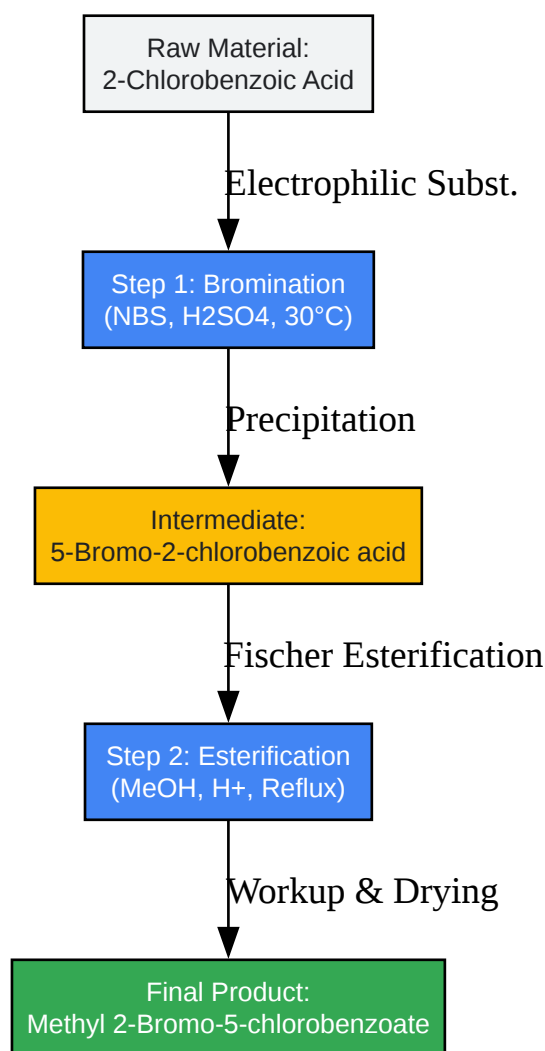 Raw Material:
2-Chlorobenzoic Acid
Electrophilic Subst.
Step 1: Bromination
(NBS, H2SO4, 30°C)
Precipitation
Intermediate:
5-Bromo-2-chlorobenzoic acid
Fischer Esterification
Step 2: Esterification
(MeOH, H+, Reflux)
Workup & Drying
Final Product:
Methyl 2-Bromo-5-chlorobenzoate